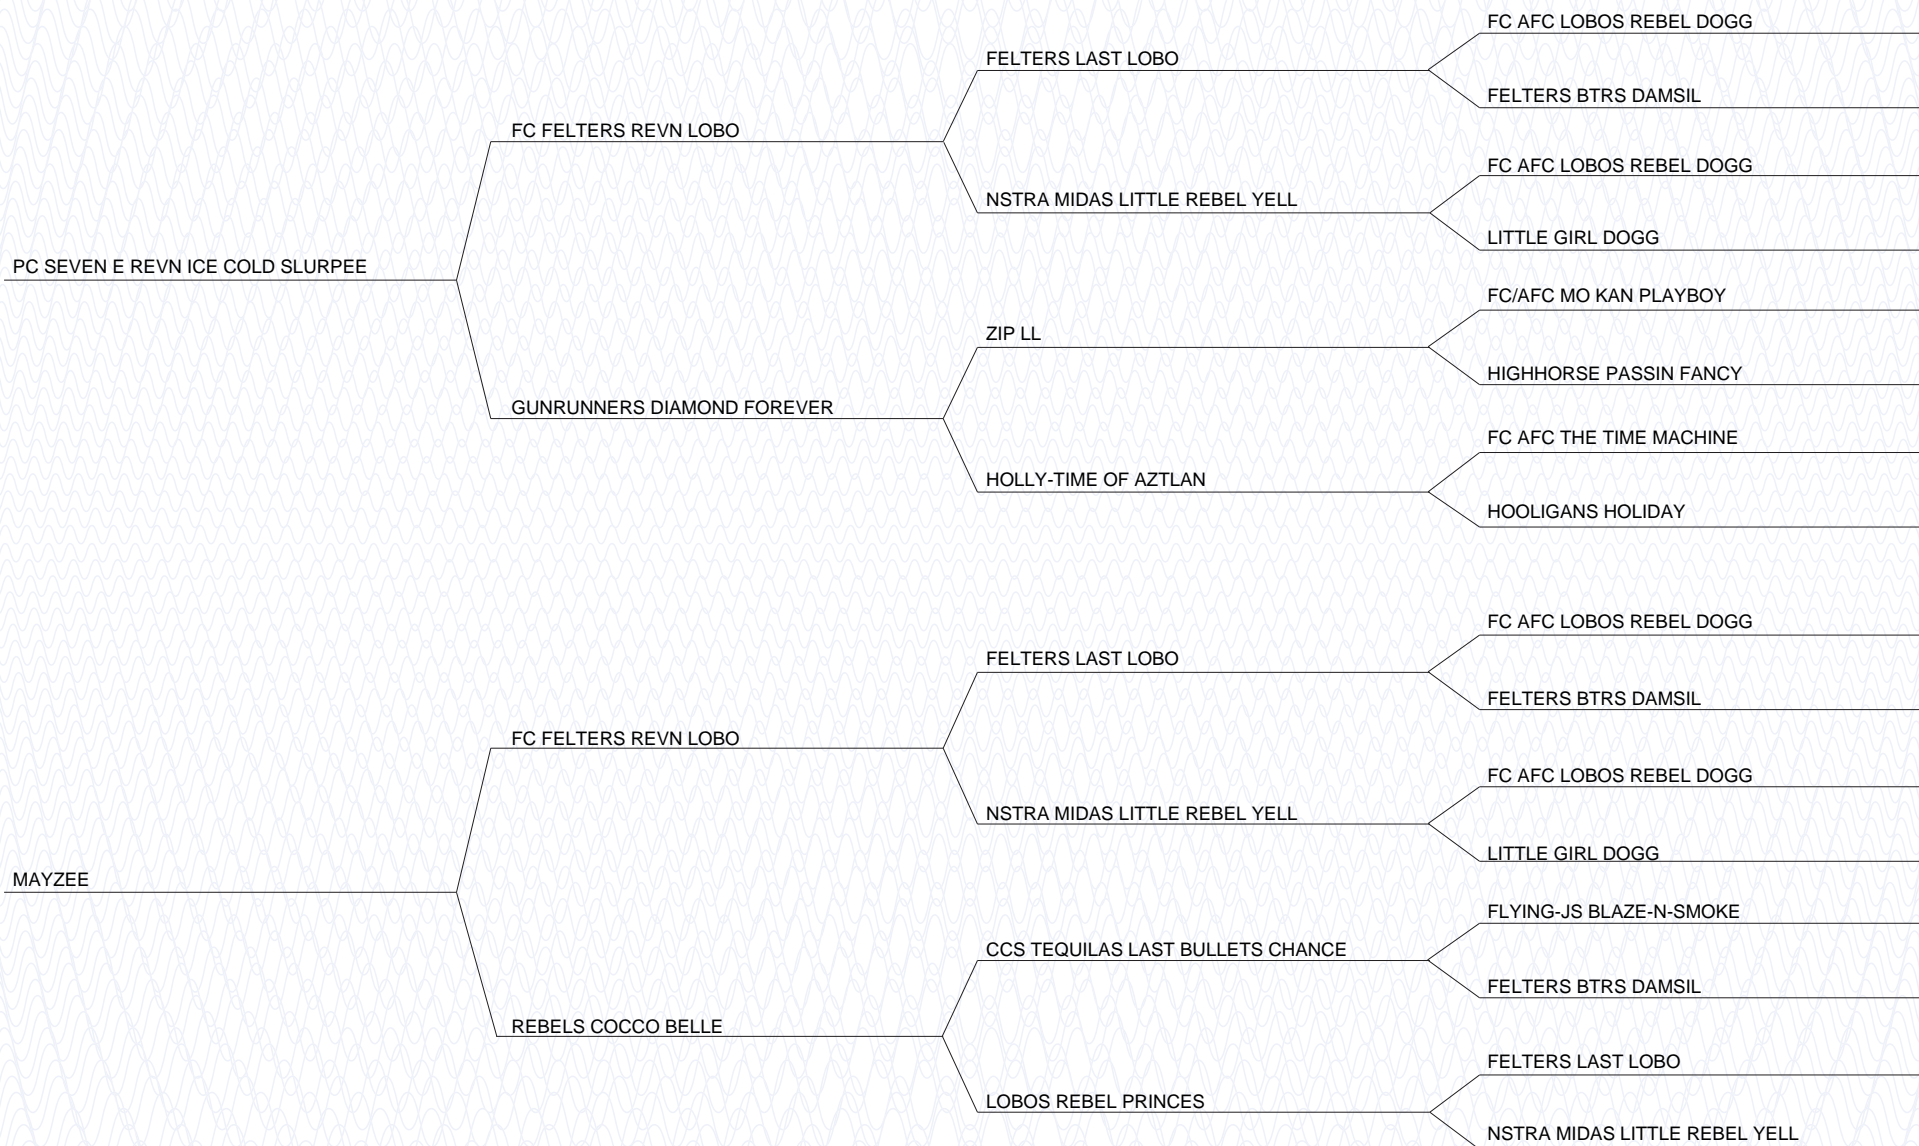 FC AFC LOBOS REBEL DOGG
FELTERS LAST LOBO
FELTERS BTRS DAMSIL
FC FELTERS REVN LOBO
FC AFC LOBOS REBEL DOGG
NSTRA MIDAS LITTLE REBEL YELL
LITTLE GIRL DOGG
PC SEVEN E REVN ICE COLD SLURPEE
FC/AFC MO KAN PLAYBOY
ZIP LL
HIGHHORSE PASSIN FANCY
GUNRUNNERS DIAMOND FOREVER
FC AFC THE TIME MACHINE
HOLLY-TIME OF AZTLAN
HOOLIGANS HOLIDAY
FC AFC LOBOS REBEL DOGG
FELTERS LAST LOBO
FELTERS BTRS DAMSIL
FC FELTERS REVN LOBO
FC AFC LOBOS REBEL DOGG
NSTRA MIDAS LITTLE REBEL YELL
LITTLE GIRL DOGG
MAYZEE
FLYING-JS BLAZE-N-SMOKE
CCS TEQUILAS LAST BULLETS CHANCE
FELTERS BTRS DAMSIL
REBELS COCCO BELLE
FELTERS LAST LOBO
LOBOS REBEL PRINCES
NSTRA MIDAS LITTLE REBEL YELL